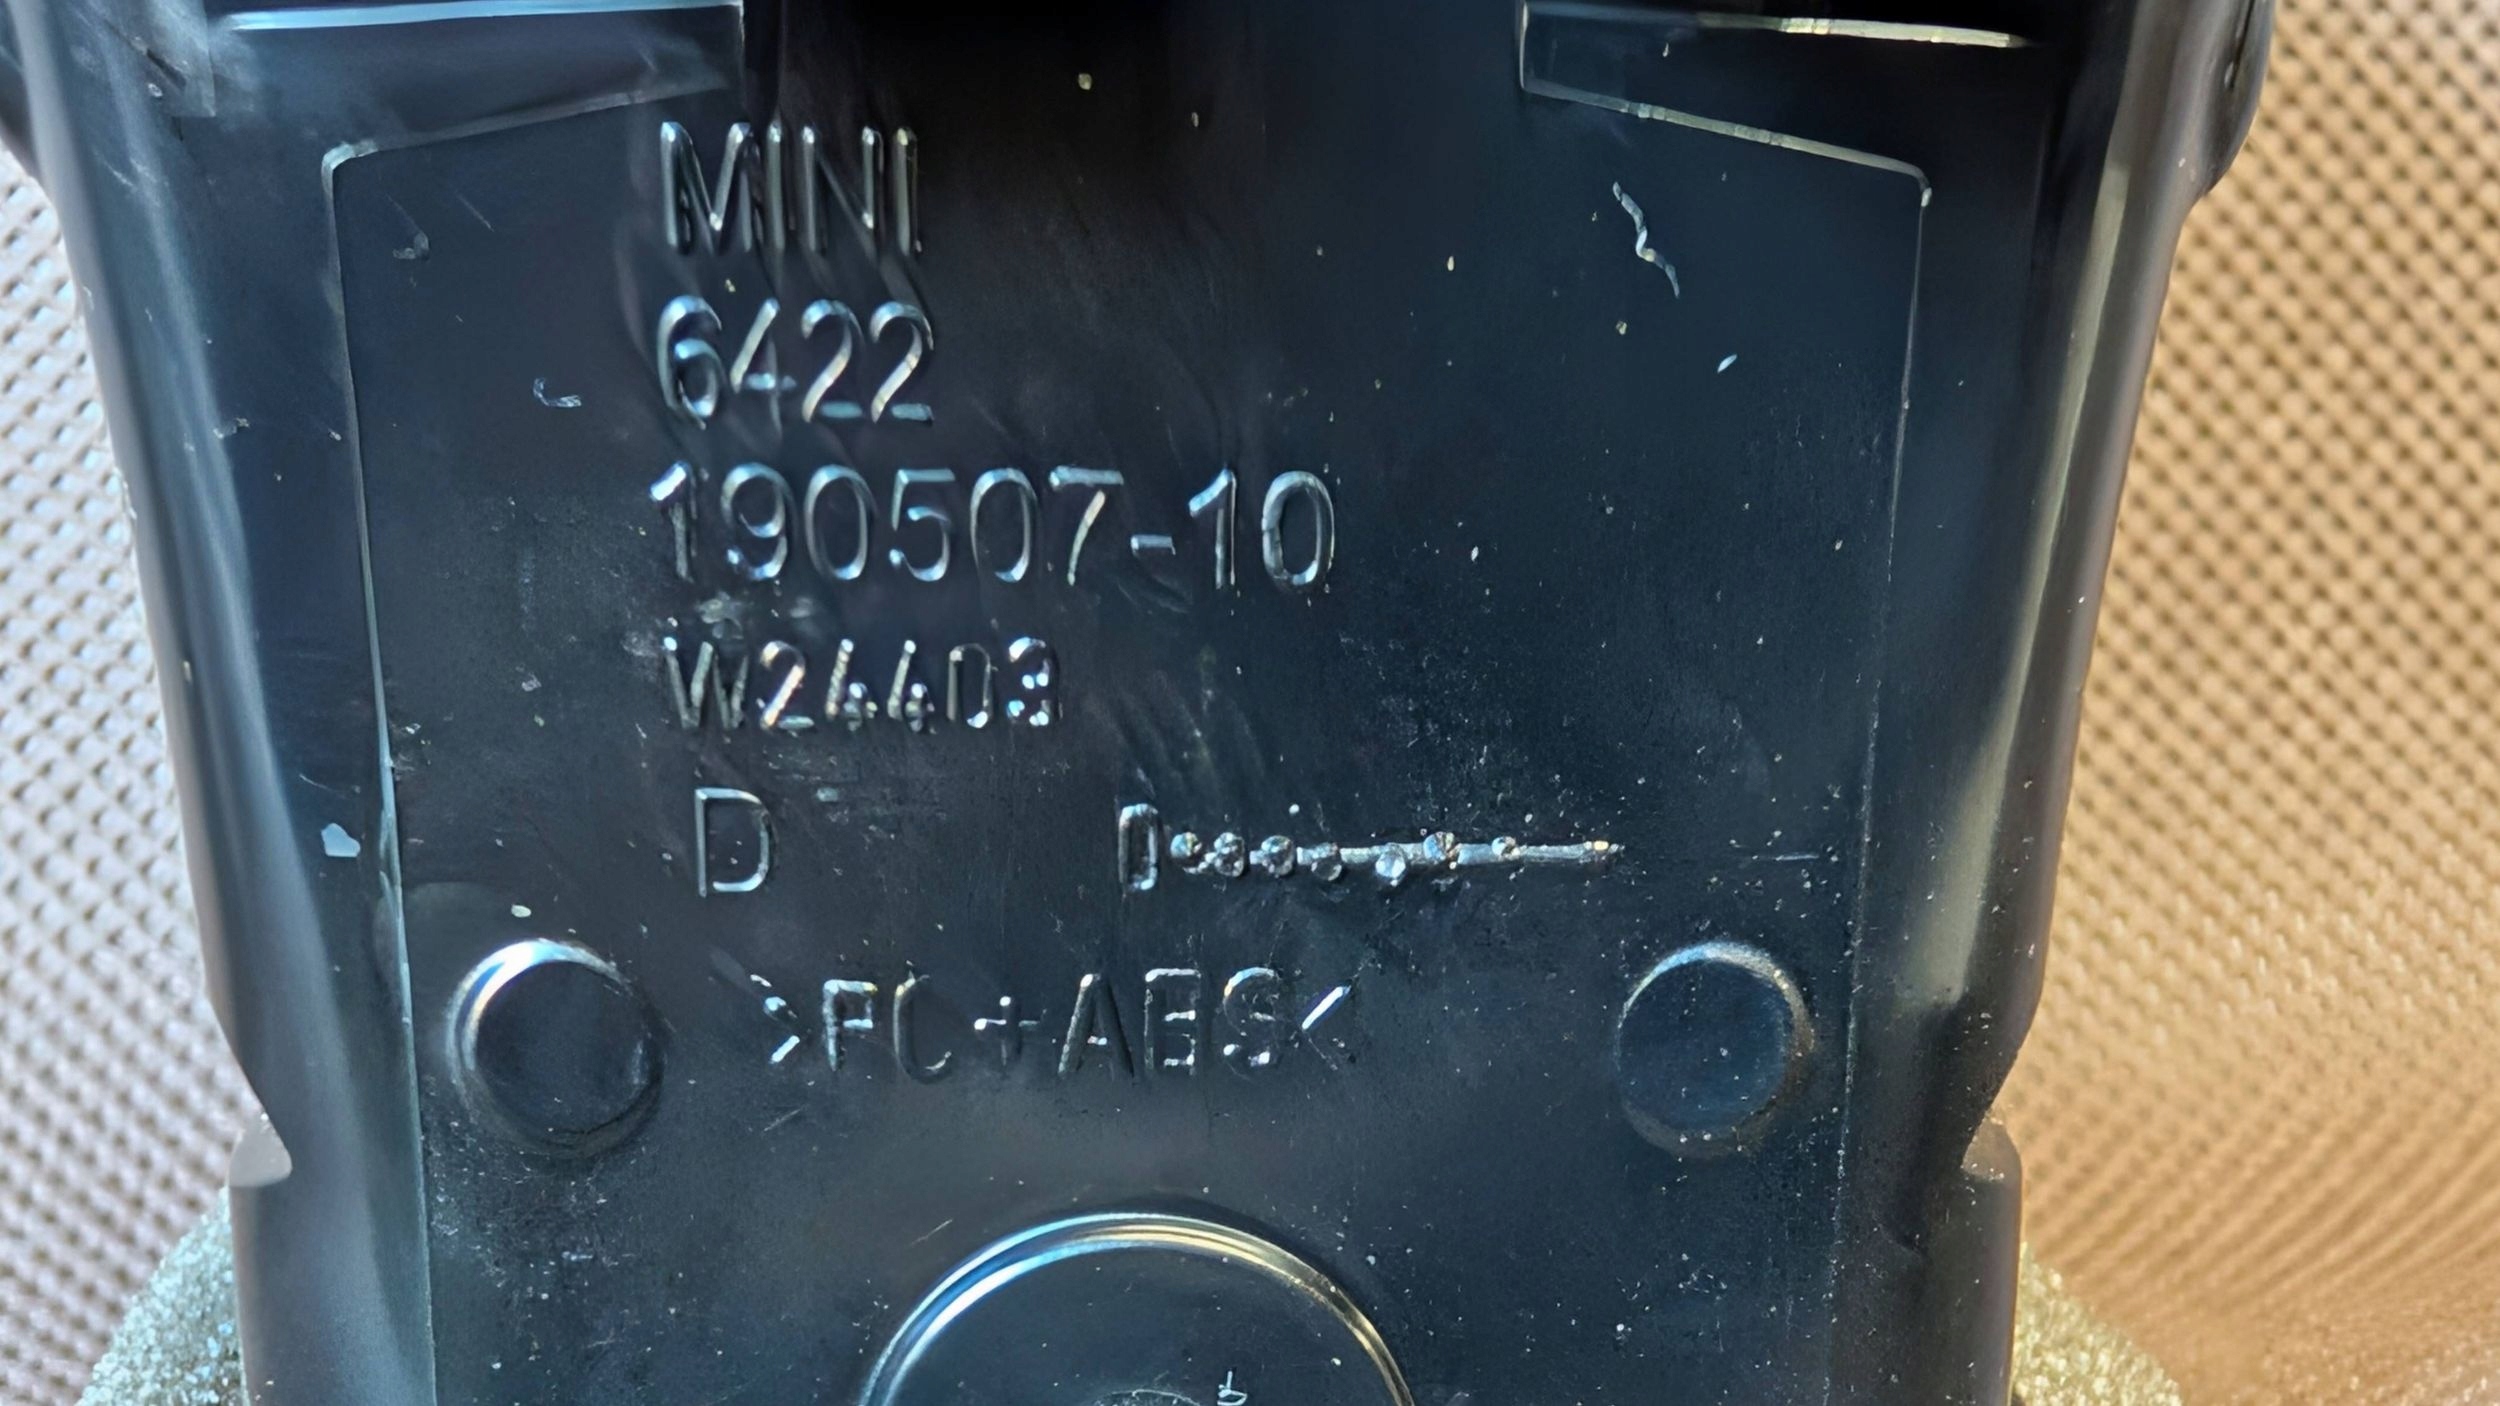 MINI
6422
190507-10
W24403
D
>PC+ABS<